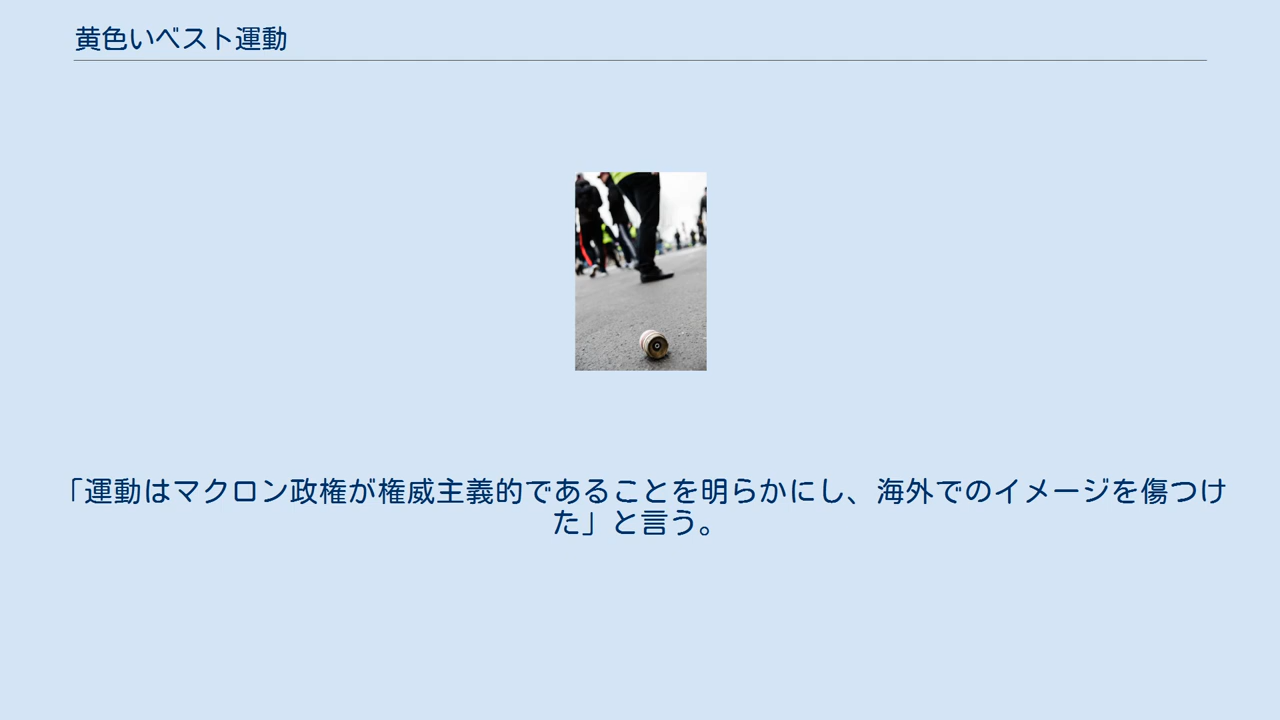 黄色いベスト運動
「運動はマクロン政権が権威主義的であることを明らかにし、海外でのイメージを傷つけ
た」と言う。